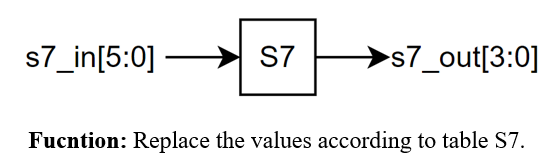 s7_in[5:0] S7 s7_out[3:0]
Fucntion: Replace the values according to table S7.